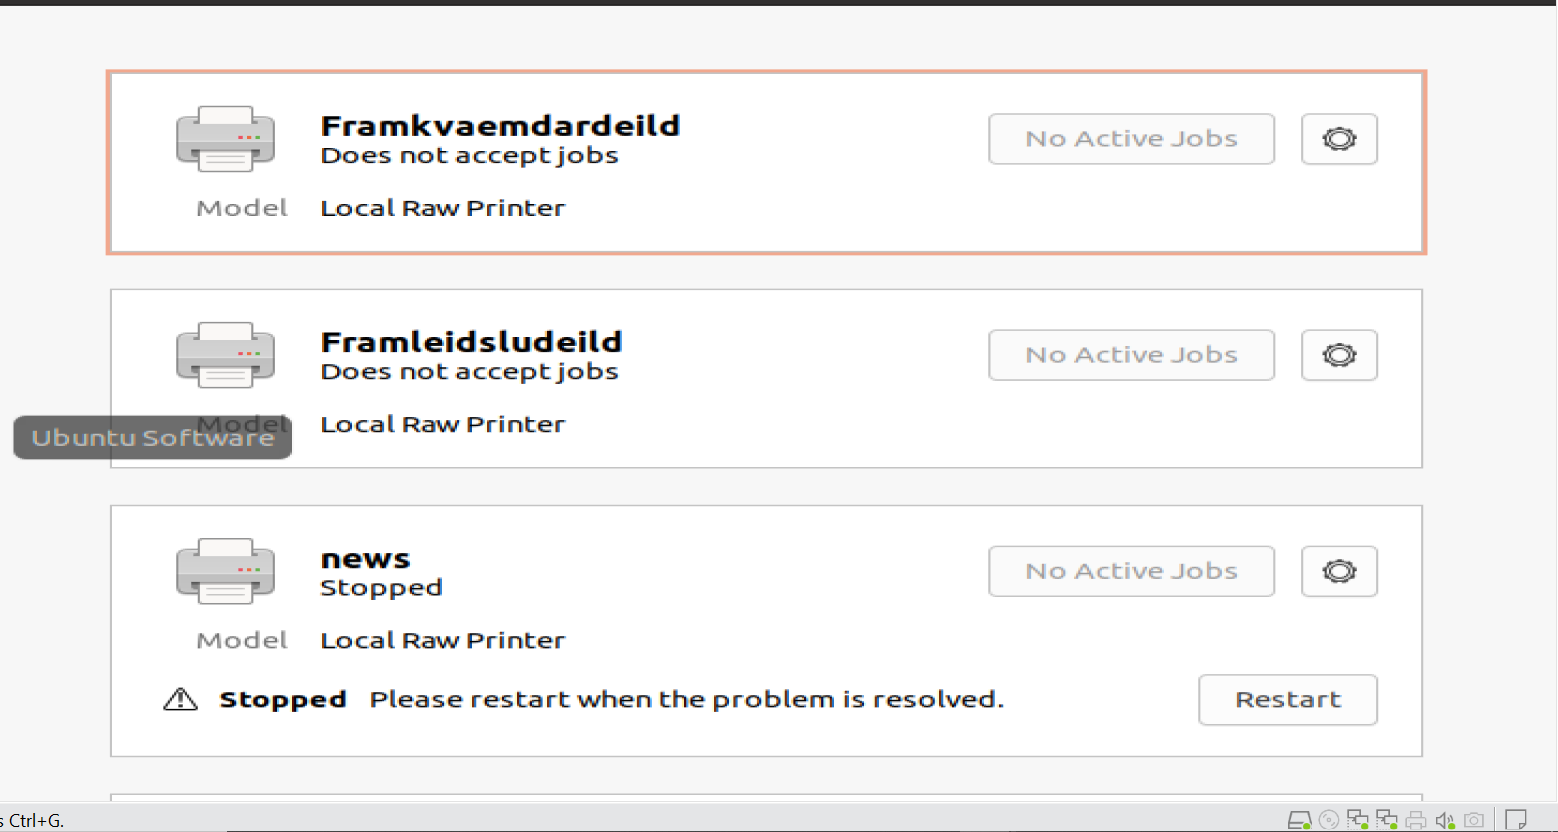 Framkvaemdardeild
Does not accept jobs
No Active Jobs
Model Local Raw Printer
Framleidsludeild
Does not accept jobs
No Active Jobs
Model Local Raw Printer
Ubuntu Software
news
Stopped
No Active Jobs
Model Local Raw Printer
Stopped Please restart when the problem is resolved.
Restart
s Ctrl+G.